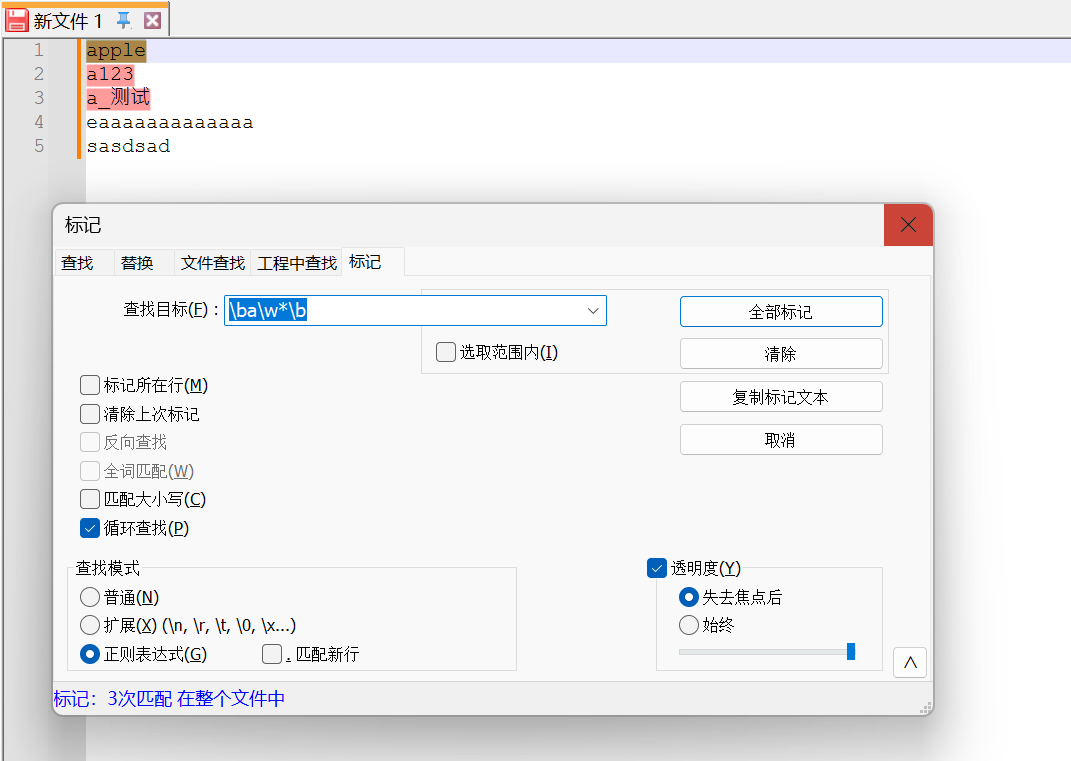 新文件 1
1 apple
2 a123
3 a_测试
4 eaaaaaaaaaaaaa
5 sasdsad
标记
查找 替换 文件查找 工程中查找 标记
查找目标(F)： \ba\w*\b 全部标记
选取范围内(I) 清除
标记所在行(M) 复制标记文本
清除上次标记
反向查找 取消
全词匹配(W)
匹配大小写(C)
循环查找(P)
查找模式 透明度(Y)
普通(N) 失去焦点后
扩展(X) (\n, \r, \t, \0, \x...) 始终
正则表达式(G) . 匹配新行
标记： 3次匹配 在整个文件中